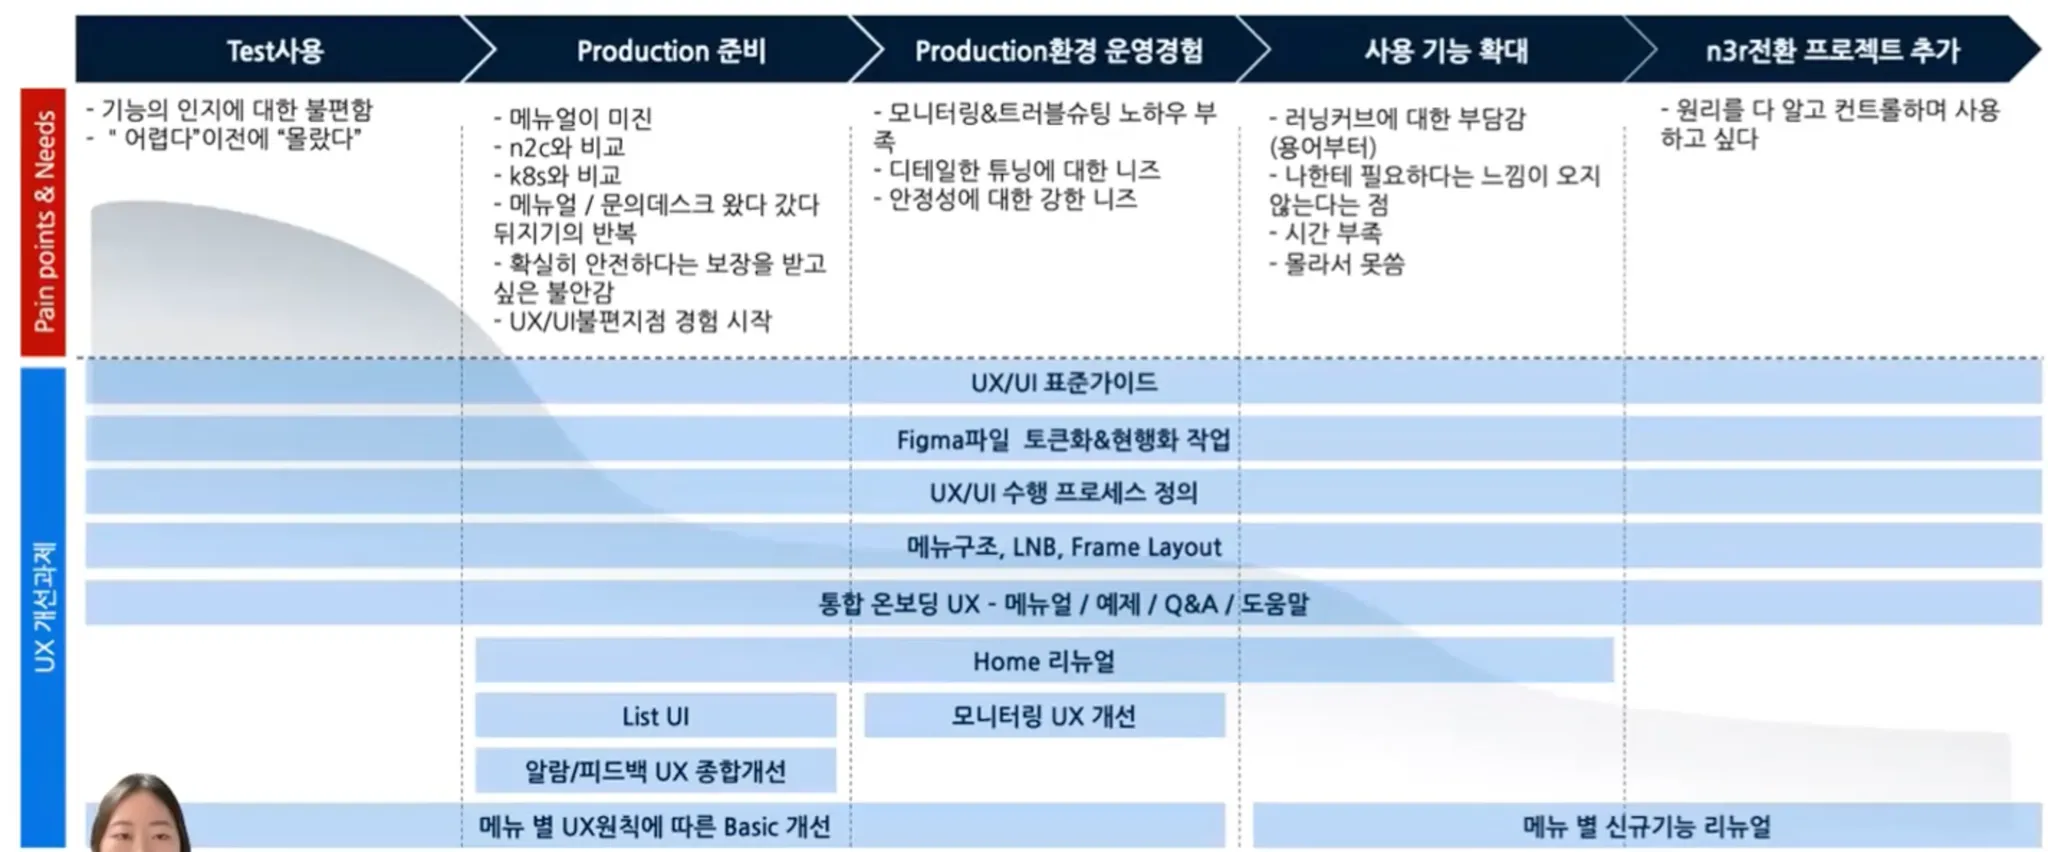 Test사용
Production 준비
Production환경 운영경험
사용 기능 확대
n3r전환 프로젝트 추가
Pain points & Needs
- 기능의 인지에 대한 불편함
- " 어렵다"이전에 "몰랐다"
- 메뉴얼이 미진
- n2c와 비교
- k8s와 비교
- 메뉴얼 / 문의데스크 왔다 갔다
뒤지기의 반복
- 확실히 안전하다는 보장을 받고
싶은 불안감
- UX/UI불편지점 경험 시작
- 모니터링&트러블슈팅 노하우 부
족
- 디테일한 튜닝에 대한 니즈
- 안정성에 대한 강한 니즈
- 러닝커브에 대한 부담감
(용어부터)
- 나한테 필요하다는 느낌이 오지
않는다는 점
- 시간 부족
- 몰라서 못씀
- 원리를 다 알고 컨트롤하며 사용
하고 싶다
UX 개선과제
UX/UI 표준가이드
Figma파일  토큰화&현행화 작업
UX/UI 수행 프로세스 정의
메뉴구조, LNB, Frame Layout
통합 온보딩 UX - 메뉴얼 / 예제 / Q&A / 도움말
Home 리뉴얼
List UI
모니터링 UX 개선
알람/피드백 UX 종합개선
메뉴 별 UX원칙에 따른 Basic 개선
메뉴 별 신규기능 리뉴얼